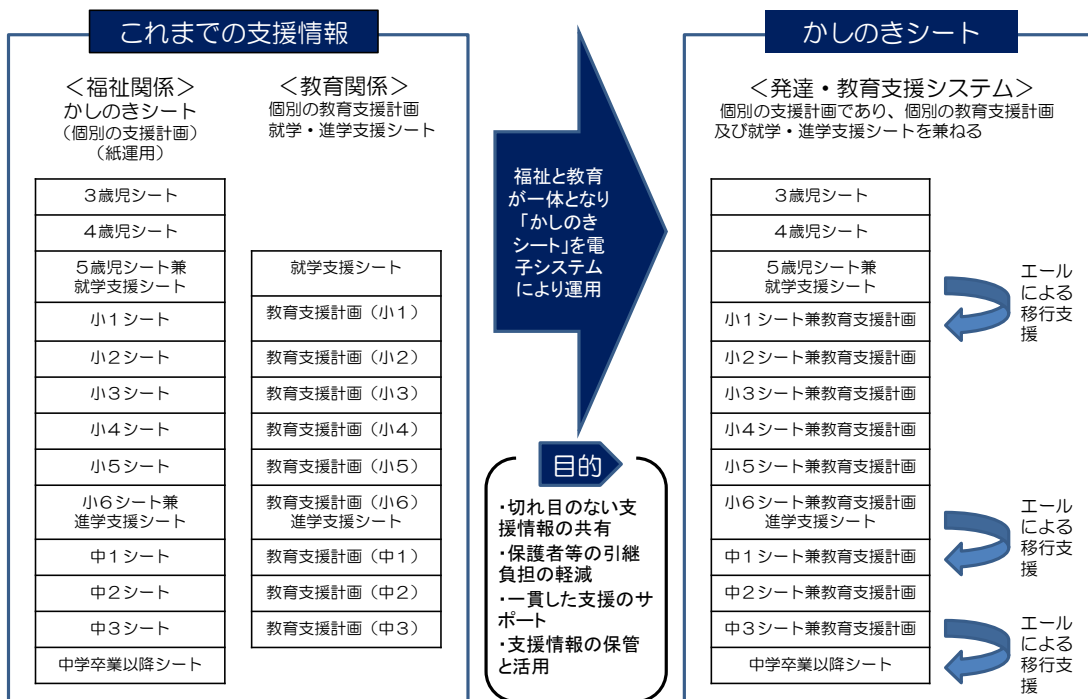 これまでの支援情報
＜福祉関係＞
かしのきシート
（個別の支援計画）
（紙運用）
３歳児シート
４歳児シート
５歳児シート兼
就学支援シート
小１シート
小２シート
小３シート
小４シート
小５シート
小６シート兼
進学支援シート
中１シート
中２シート
中３シート
中学卒業以降シート
＜教育関係＞
個別の教育支援計画
就学・進学支援シート
就学支援シート
教育支援計画（小１）
教育支援計画（小２）
教育支援計画（小３）
教育支援計画（小４）
教育支援計画（小５）
教育支援計画（小６）
進学支援シート
教育支援計画（中１）
教育支援計画（中２）
教育支援計画（中３）
福祉と教育
が一体となり
「かしのき
シート」を電
子システム
により運用
目的
・切れ目のない支
援情報の共有
・保護者等の引継
負担の軽減
・一貫した支援のサ
ポート
・支援情報の保管
と活用
かしのきシート
＜発達・教育支援システム＞
個別の支援計画であり、個別の教育支援計画
及び就学・進学支援シートを兼ねる
３歳児シート
４歳児シート
５歳児シート兼
就学支援シート
小１シート兼教育支援計画
小２シート兼教育支援計画
小３シート兼教育支援計画
小４シート兼教育支援計画
小５シート兼教育支援計画
小６シート兼教育支援計画
進学支援シート
中１シート兼教育支援計画
中２シート兼教育支援計画
中３シート兼教育支援計画
中学卒業以降シート
エール
による
移行支
援
エール
による
移行支
援
エール
による
移行支
援